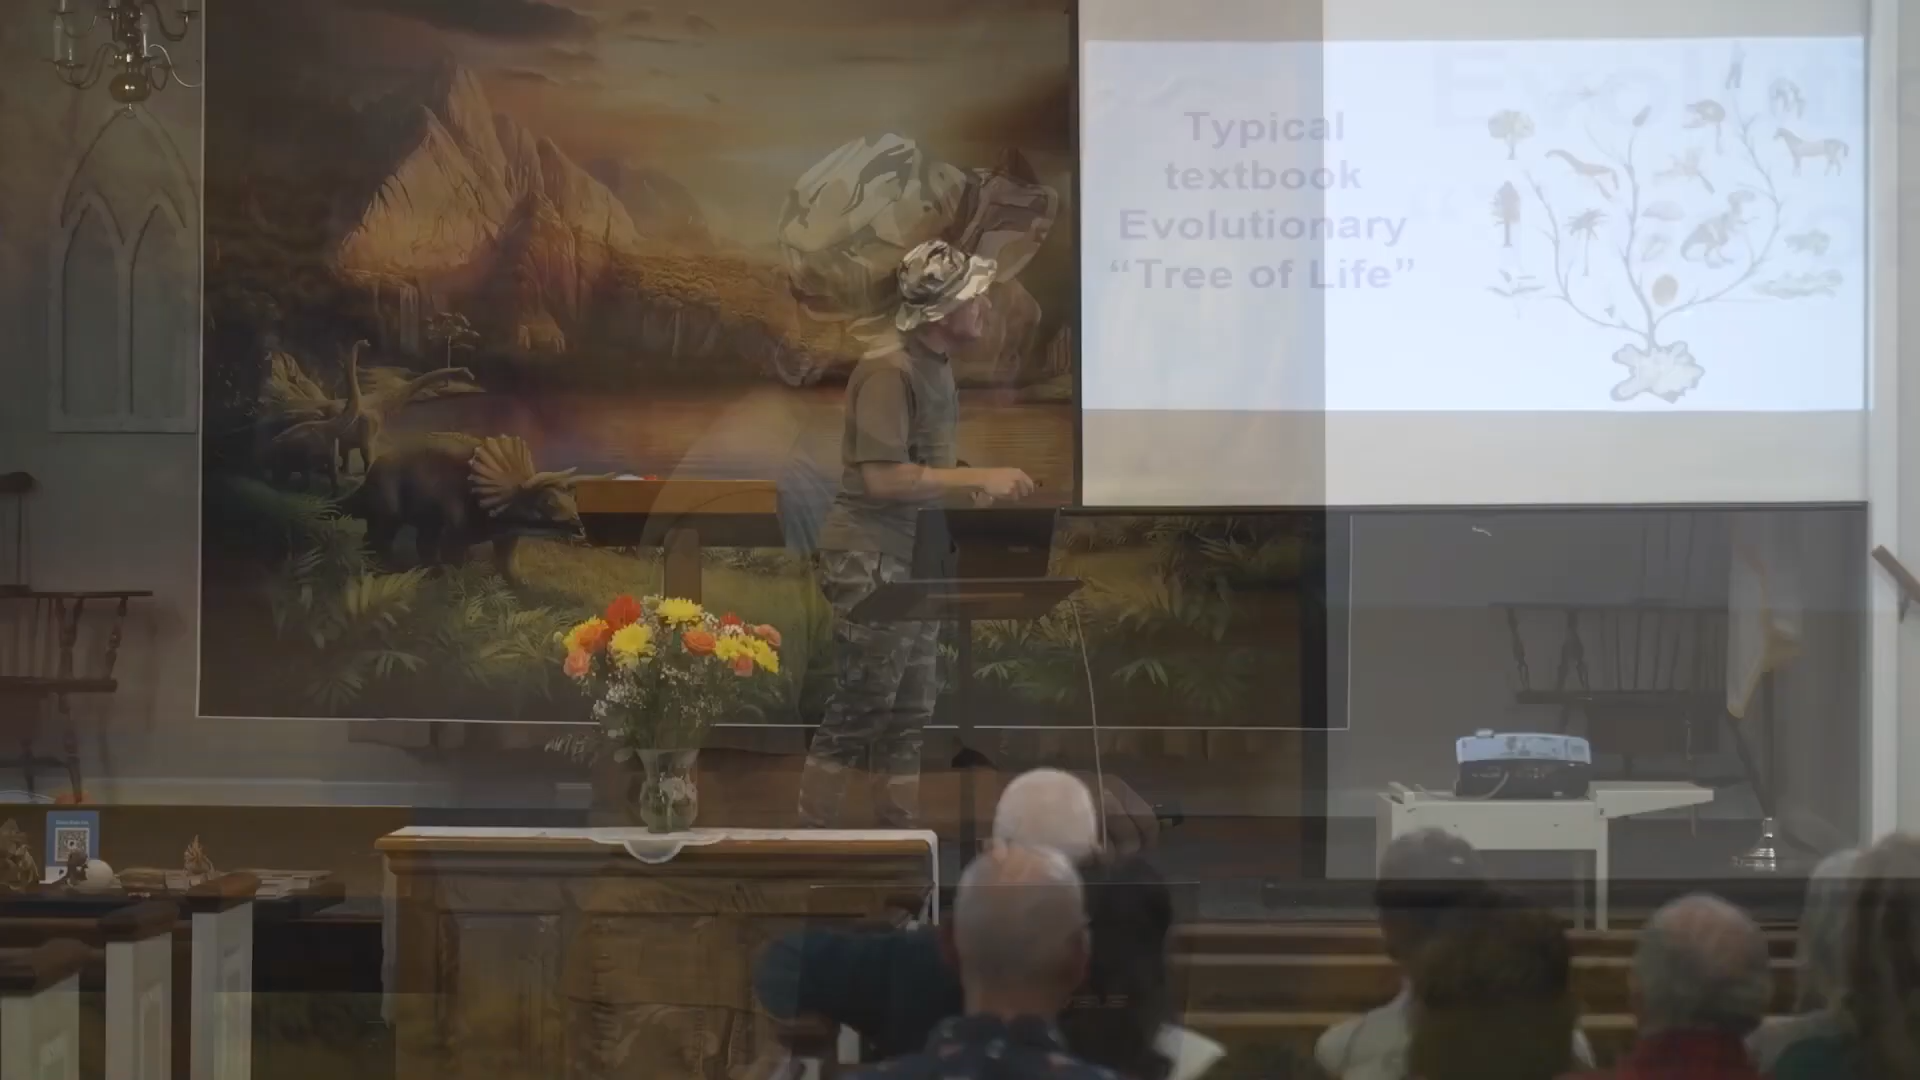 Typical
textbook
Evolutionary
“Tree of Life”